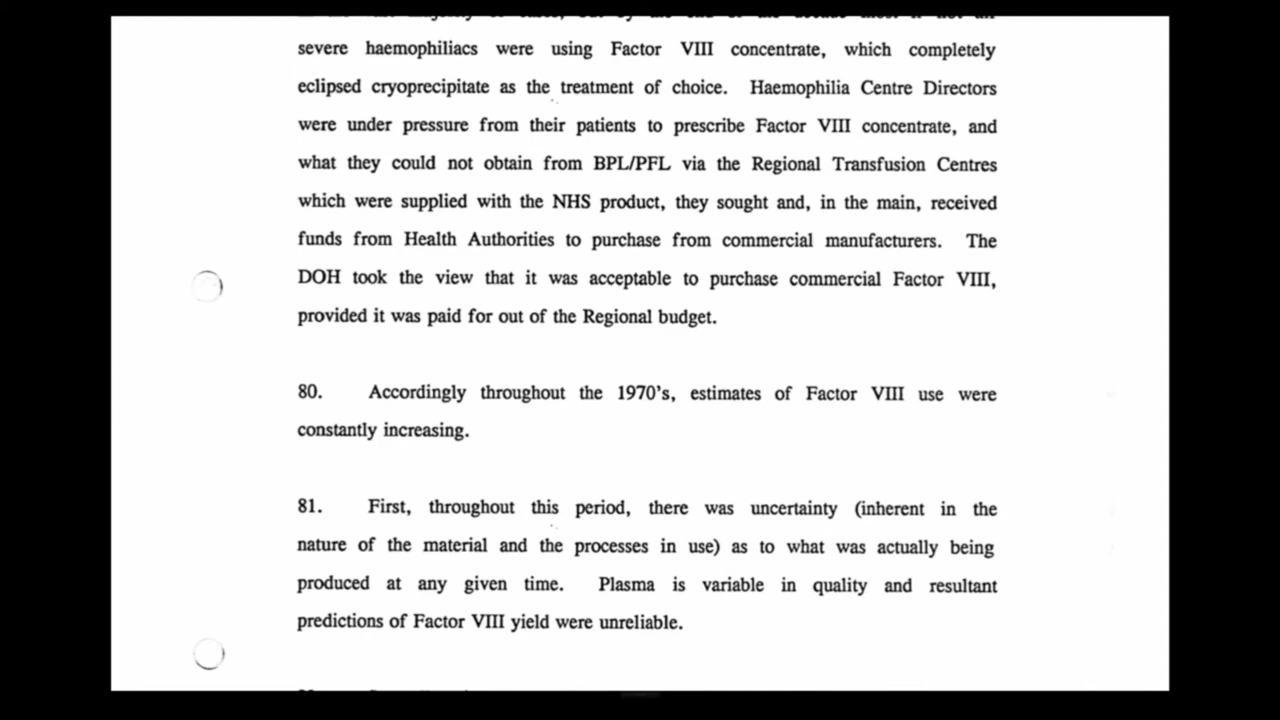 severe haemophiliacs were using Factor VIII concentrate, which completely
eclipsed cryoprecipitate as the treatment of choice. Haemophilia Centre Directors
were under pressure from their patients to prescribe Factor VIII concentrate, and
what they could not obtain from BPL/PFL via the Regional Transfusion Centres
which were supplied with the NHS product, they sought and, in the main, received
funds from Health Authorities to purchase from commercial manufacturers. The
DOH took the view that it was acceptable to purchase commercial Factor VIII,
provided it was paid for out of the Regional budget.
80. Accordingly throughout the 1970's, estimates of Factor VIII use were
constantly increasing.
81. First, throughout this period, there was uncertainty (inherent in the
nature of the material and the processes in use) as to what was actually being
produced at any given time. Plasma is variable in quality and resultant
predictions of Factor VIII yield were unreliable.